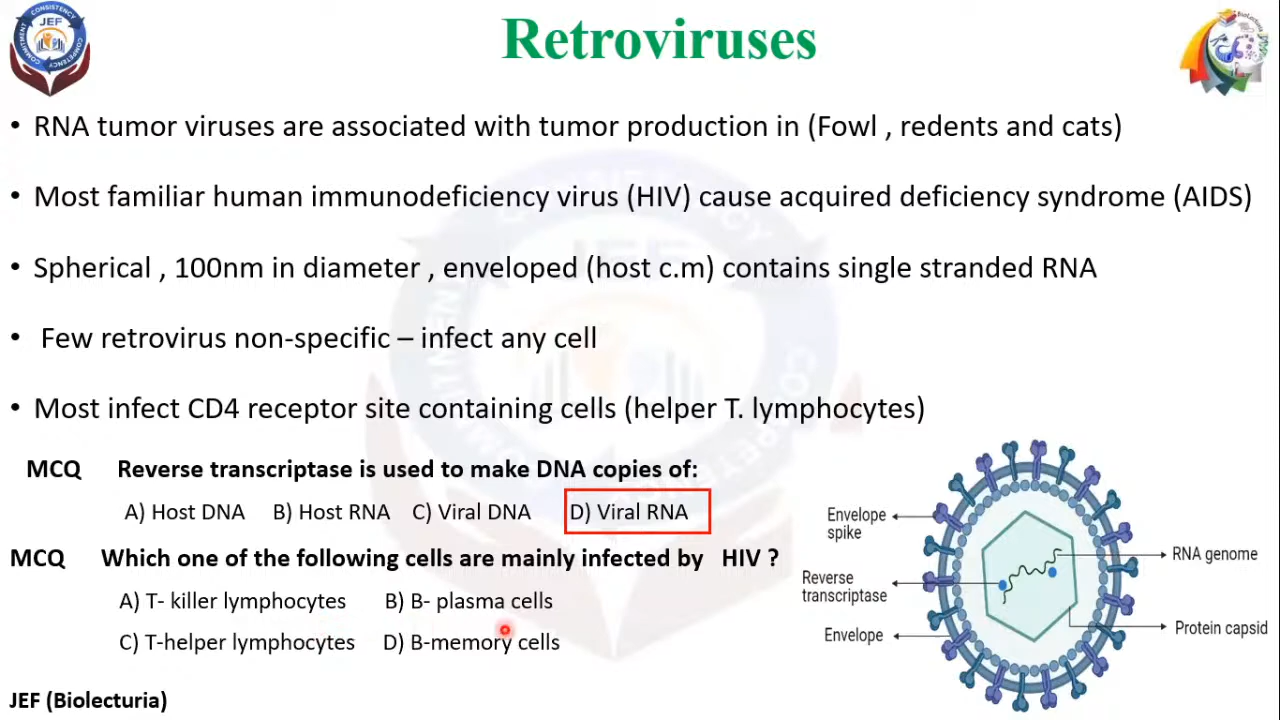 CONSISTENCY
JEF
COMMITMENT
COMPETENCY
Retroviruses
• RNA tumor viruses are associated with tumor production in (Fowl , redents and cats)
• Most familiar human immunodeficiency virus (HIV) cause acquired deficiency syndrome (AIDS)
• Spherical , 100nm in diameter , enveloped (host c.m) contains single stranded RNA
• Few retrovirus non-specific – infect any cell
• Most infect CD4 receptor site containing cells (helper T. lymphocytes)
MCQ Reverse transcriptase is used to make DNA copies of:
A) Host DNA B) Host RNA C) Viral DNA D) Viral RNA
MCQ Which one of the following cells are mainly infected by HIV ?
A) T- killer lymphocytes B) B- plasma cells
C) T-helper lymphocytes D) B-memory cells
Envelope
spike
Reverse
transcriptase
Envelope
RNA genome
Protein capsid
JEF (Biolecturia)